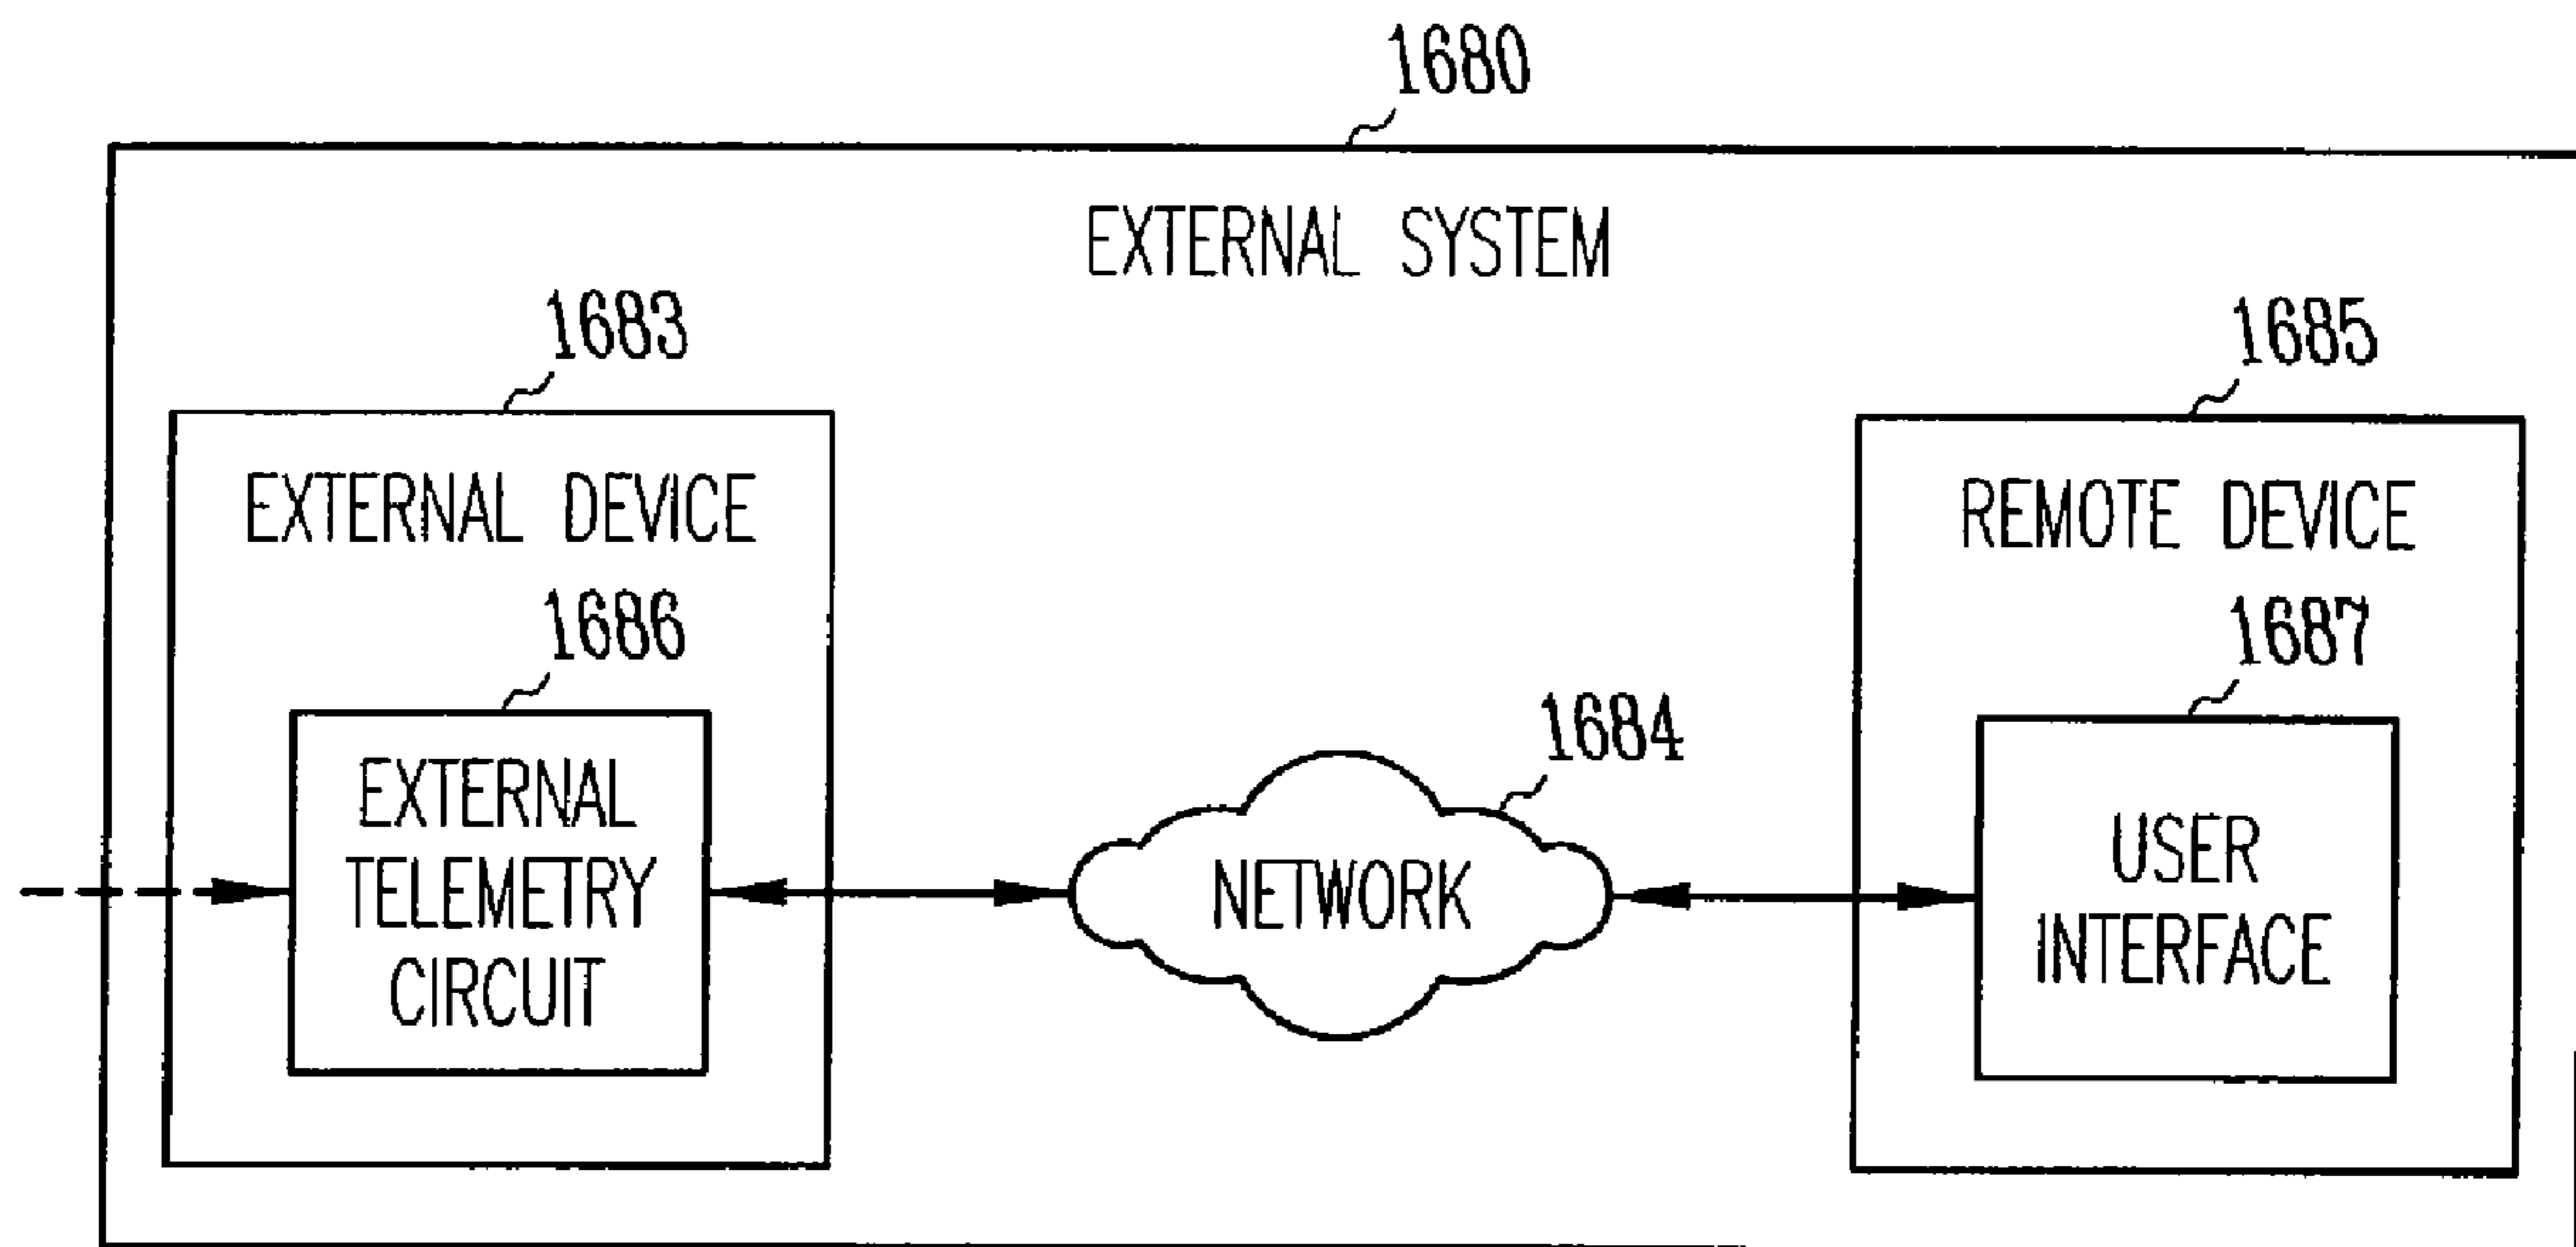 1680
EXTERNAL SYSTEM
1683
1685
EXTERNAL DEVICE
REMOTE DEVICE
1686
1687
EXTERNAL
TELEMETRY
CIRCUIT
1684
NETWORK
USER
INTERFACE